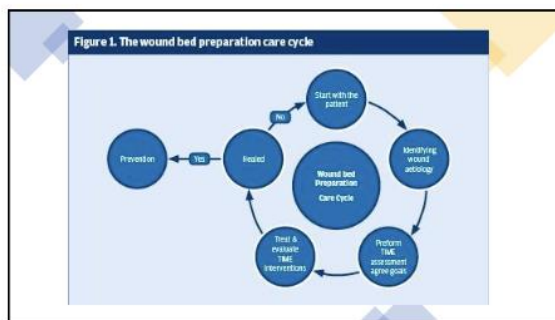 Figure 1. The wound bed preparation care cycle
Start with the
patient
No
Identifying
wound
aetiology
Prevention
Yes
Healed
Wound bed
Preparation
Care Cycle
Treat &
evaluate
TIME
interventions
Preform
TIME
assessment
agree goals